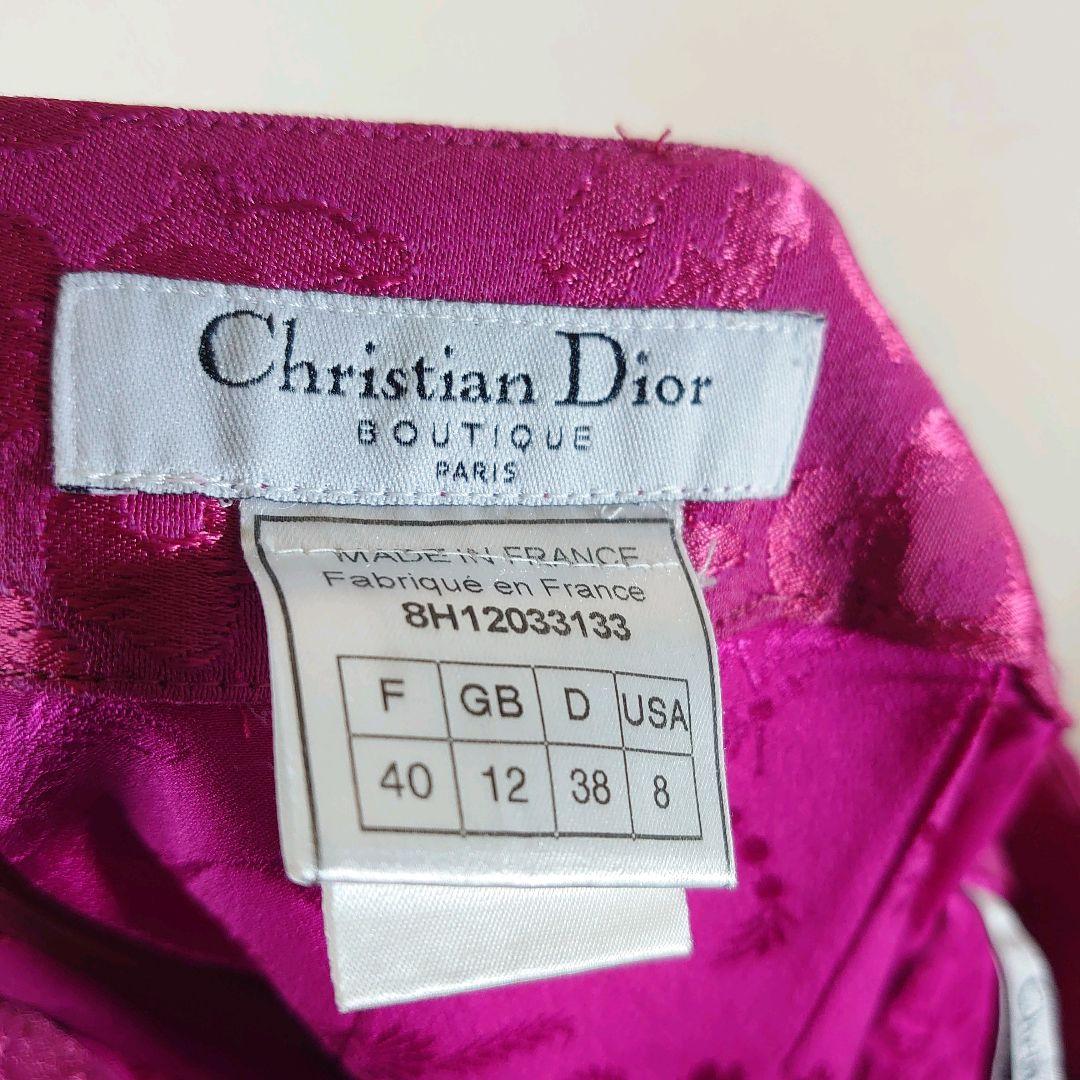 Christian Dior
BOUTIQUE
PARIS
MADE IN FRANCE
Fabriqué en France
8H12033133
F GB D USA
40 12 38 8